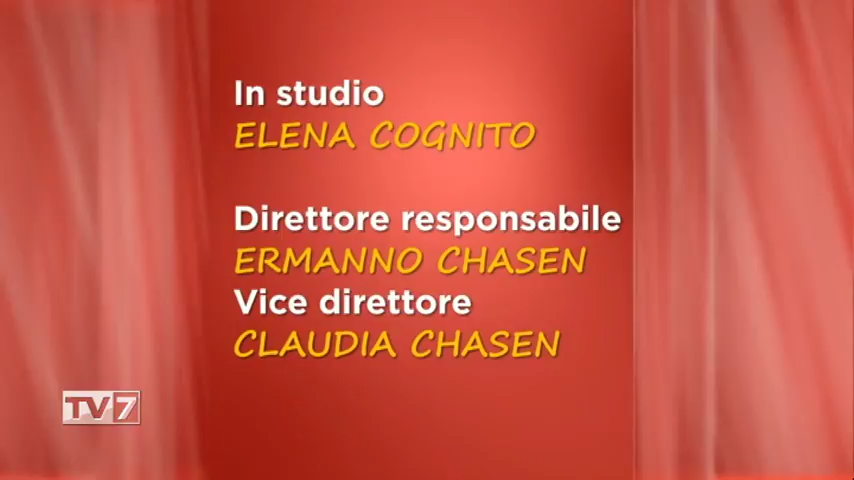 In studio
ELENA COGNITO
Direttore responsabile
ERMANNO CHASEN
Vice direttore
CLAUDIA CHASEN
TV7